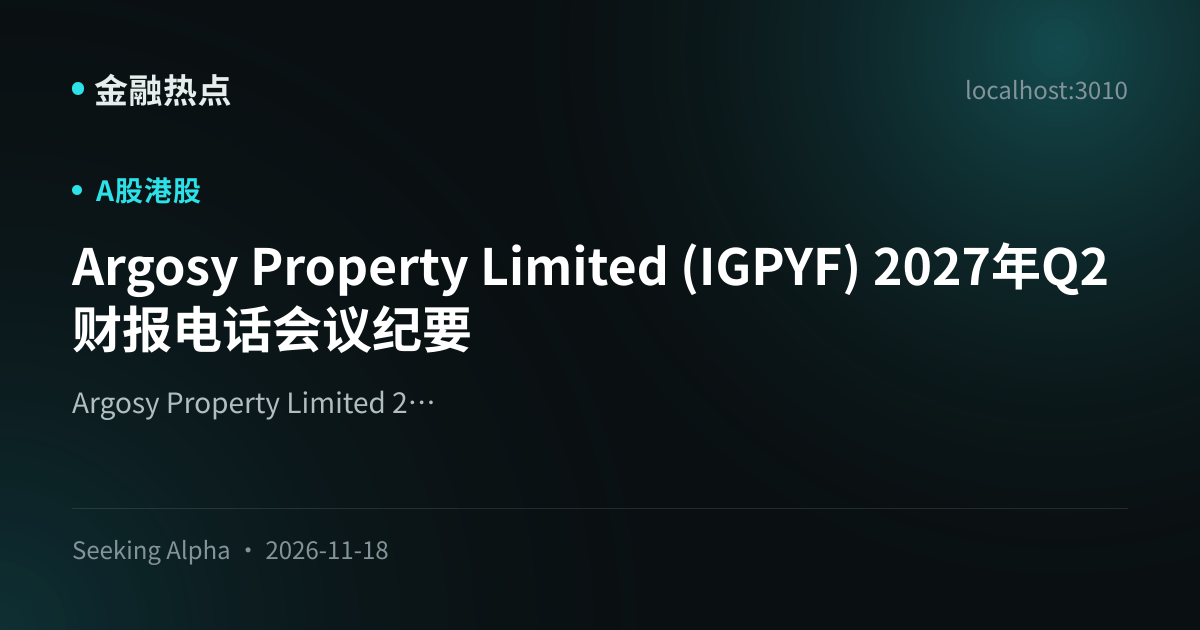 金融热点
localhost:3010
A股港股
Argosy Property Limited (IGPYF) 2027年Q2
财报电话会议纪要
Argosy Property Limited 2…
Seeking Alpha · 2026-11-18